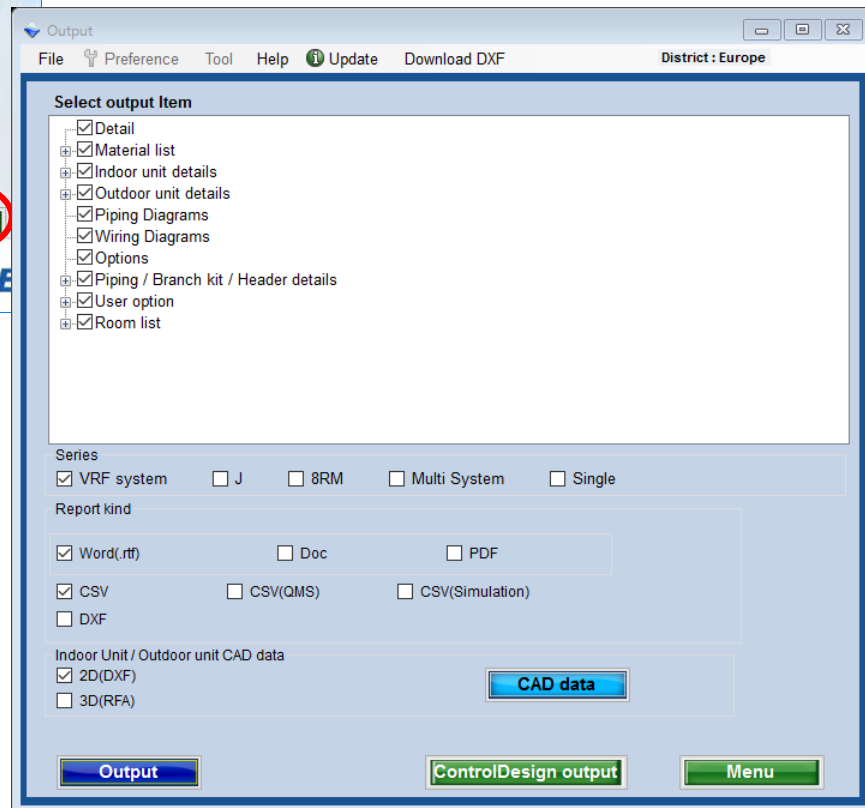 Output
File Preference Tool Help Update Download DXF District : Europe
Select output Item
Detail
Material list
Indoor unit details
Outdoor unit details
Piping Diagrams
Wiring Diagrams
Options
Piping / Branch kit / Header details
User option
Room list
Series
VRF system J 8RM Multi System Single
Report kind
Word(.rtf) Doc PDF
CSV CSV(QMS) CSV(Simulation)
DXF
Indoor Unit / Outdoor unit CAD data
2D(DXF)
CAD data
3D(RFA)
Output ControlDesign output Menu